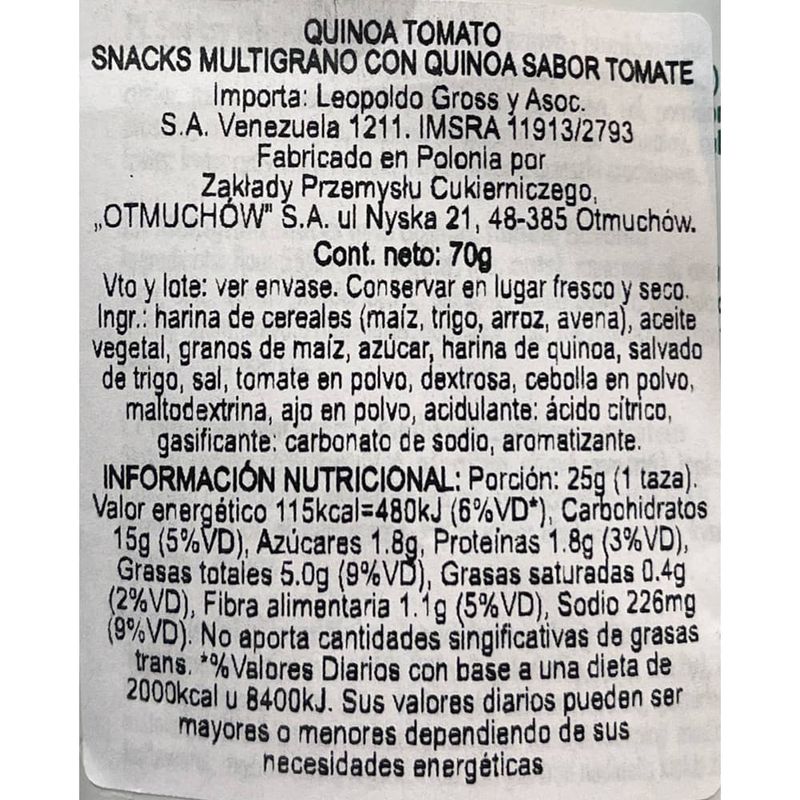 QUINOA TOMATO
SNACKS MULTIGRANO CON QUINOA SABOR TOMATE
Importa: Leopoldo Gross y Asoc.
S.A. Venezuela 1211. IMSRA 11913/2793
Fabricado en Polonia por
Zakłady Przemysłu Cukierniczego,
„OTMUCHÓW" S.A. ul Nyska 21, 48-385 Otmuchów.
Cont. neto: 70g
Vto y lote: ver envase. Conservar en lugar fresco y seco.
Ingr.: harina de cereales (maíz, trigo, arroz, avena), aceite
vegetal, granos de maíz, azúcar, harina de quinoa, salvado
de trigo, sal, tomate en polvo, dextrosa, cebolla en polvo,
maltodextrina, ajo en polvo, acidulante: ácido cítrico,
gasificante: carbonato de sodio, aromatizante.
INFORMACIÓN NUTRICIONAL: Porción: 25g (1 taza).
Valor energético 115kcal=480kJ (6%VD*), Carbohidratos
15g (5%VD), Azúcares 1.8g, Proteínas 1.8g (3%VD),
Grasas totales 5.0g (9%VD), Grasas saturadas 0.4g
(2%VD), Fibra alimentaria 1.1g (5%VD), Sodio 226mg
(9%VD). No aporta cantidades singificativas de grasas
trans. *%Valores Diarios con base a una dieta de
2000kcal u 8400kJ. Sus valores diarios pueden ser
mayores o menores dependiendo de sus
necesidades energéticas